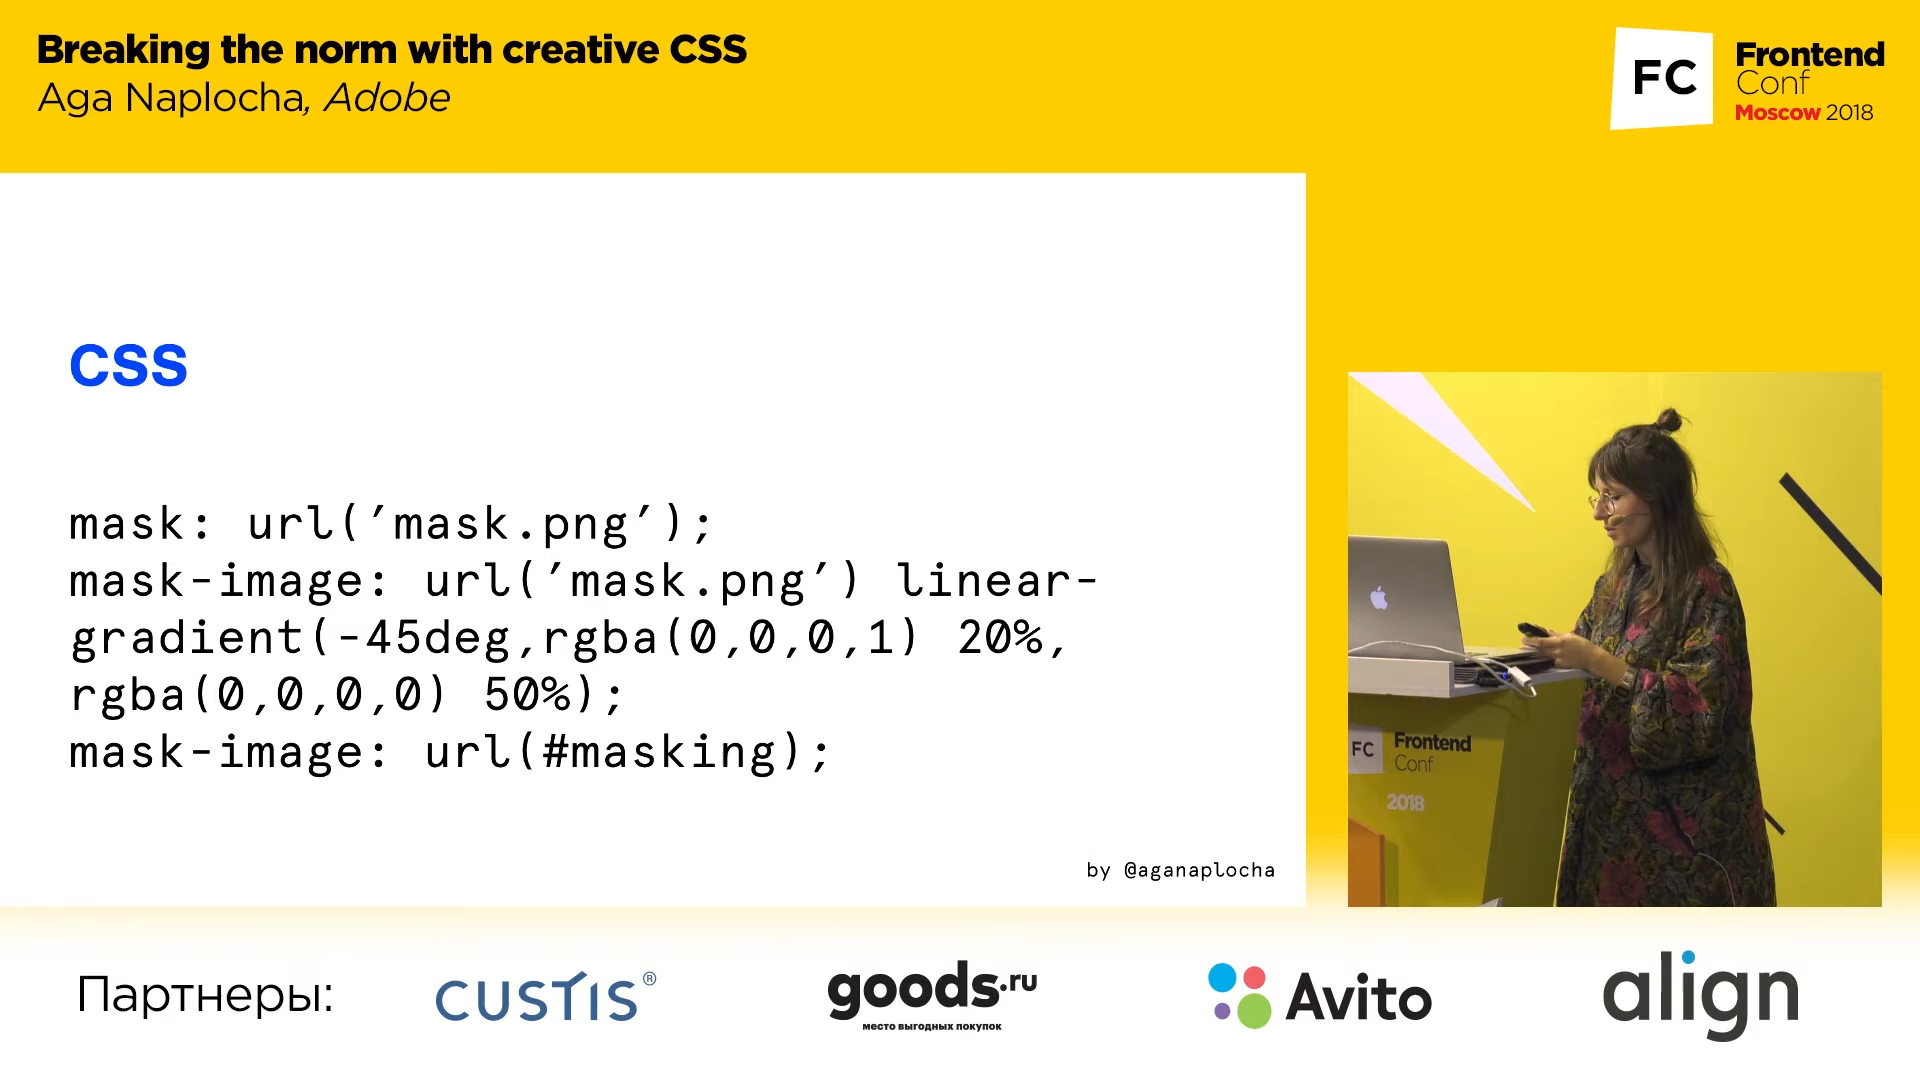 Breaking the norm with creative CSS
Aga Naplocha, Adobe
FC
Frontend
Conf
Moscow 2018
CSS
mask: url(’mask.png’);
mask-image: url(’mask.png’) linear-
gradient(-45deg,rgba(0,0,0,1) 20%,
rgba(0,0,0,0) 50%);
mask-image: url(#masking);
by @aganaplocha
FC
Frontend
Conf
2018
Партнеры:
CUSTIS®
goods.ru
место выгодных покупок
Avito
align